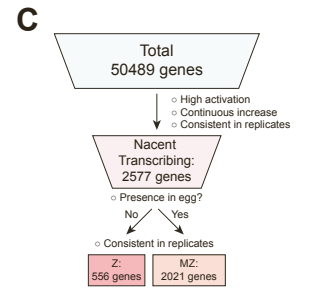 C
Total
50489 genes
○ High activation
○ Continuous increase
○ Consistent in replicates
Nacent
Transcribing:
2577 genes
○ Presence in egg?
No Yes
○ Consistent in replicates
Z: MZ:
556 genes 2021 genes